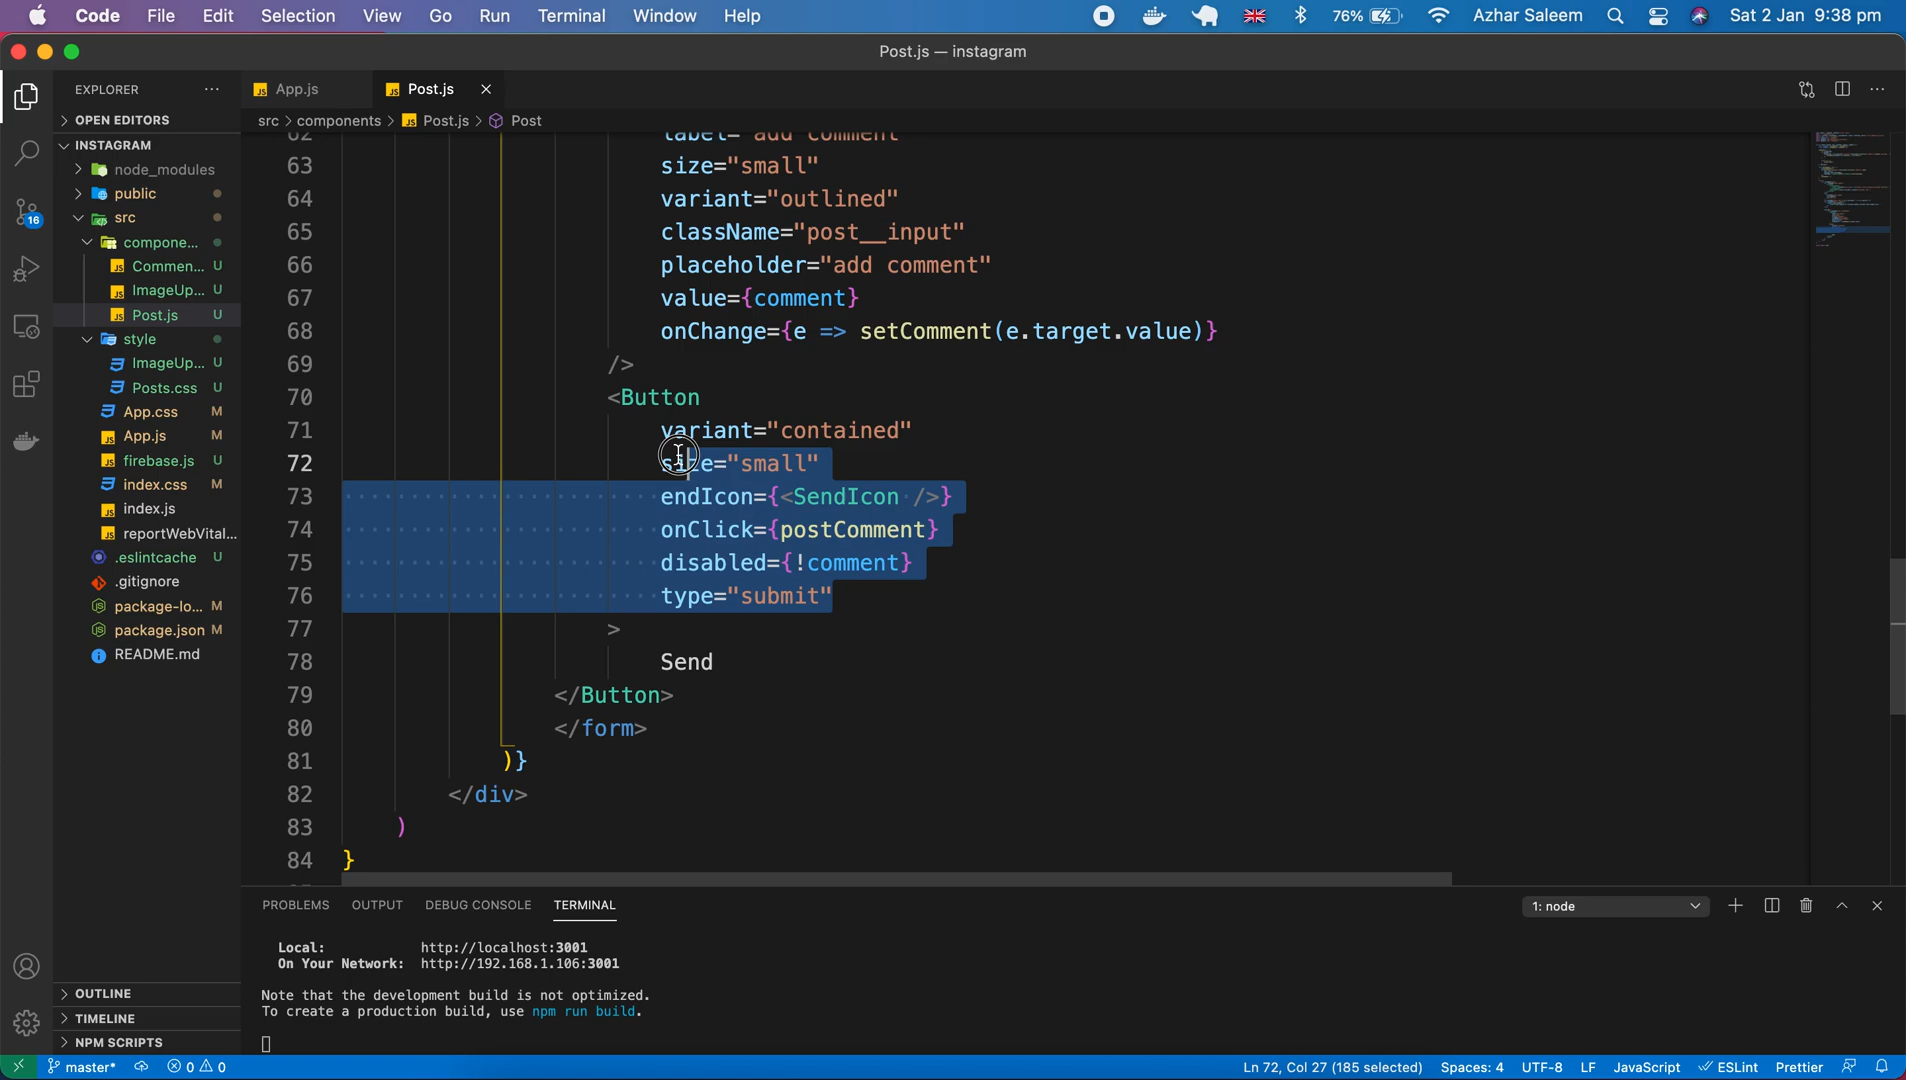 Code File Edit Selection View Go Run Terminal Window Help 76% Azhar Saleem Sat 2 Jan 9:38 pm
Post.js — instagram
EXPLORER ··· JS App.js JS Post.js ×
OPEN EDITORS
src > components > JS Post.js > Post
INSTAGRAM
node_modules
public
src
compone...
JS Commen... U
JS ImageUp... U
JS Post.js U
style
ImageUp... U
Posts.css U
App.css M
JS App.js M
JS firebase.js U
index.css M
JS index.js
JS reportWebVital...
.eslintcache U
.gitignore
package-lo... M
package.json M
README.md
OUTLINE
TIMELINE
NPM SCRIPTS
16
62 label="add comment"
63 size="small"
64 variant="outlined"
65 className="post__input"
66 placeholder="add comment"
67 value={comment}
68 onChange={e => setComment(e.target.value)}
69 />
70 <Button
71 variant="contained"
72 size="small"
73 endIcon={<SendIcon />}
74 onClick={postComment}
75 disabled={!comment}
76 type="submit"
77 >
78 Send
79 </Button>
80 </form>
81 )}
82 </div>
83 )
84 }
PROBLEMS OUTPUT DEBUG CONSOLE TERMINAL 1: node
Local: http://localhost:3001
On Your Network: http://192.168.1.106:3001
Note that the development build is not optimized.
To create a production build, use npm run build.
master* 0 0 Ln 72, Col 27 (185 selected) Spaces: 4 UTF-8 LF JavaScript ESLint Prettier